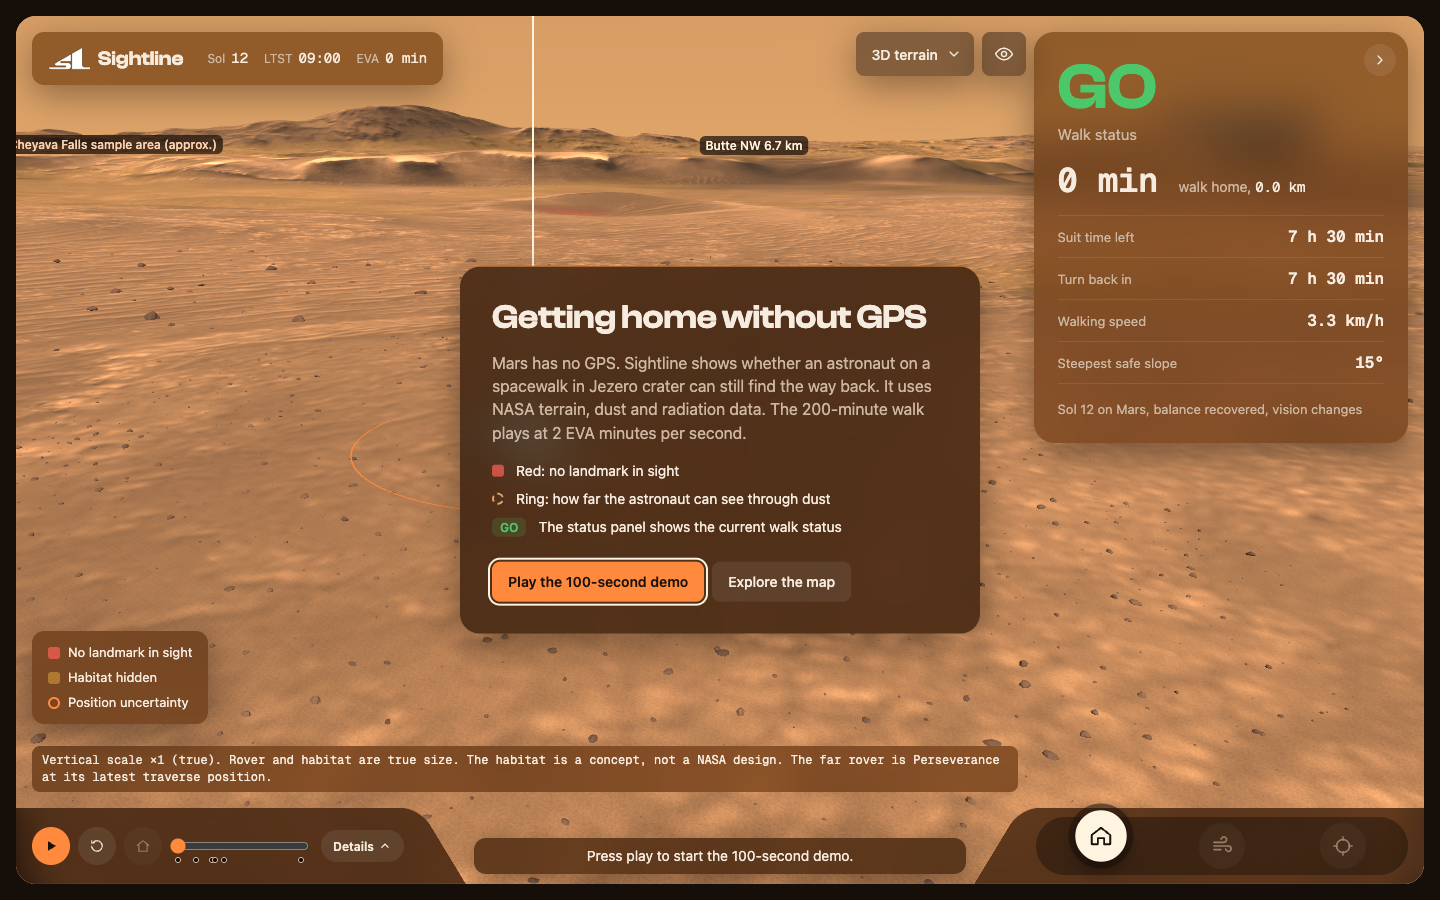 Sightline Sol 12 LTST 09:00 EVA 0 min
3D terrain
GO
Walk status
0 min walk home, 0.0 km
Suit time left 7 h 30 min
Turn back in 7 h 30 min
Walking speed 3.3 km/h
Steepest safe slope 15°
Sol 12 on Mars, balance recovered, vision changes
heyava Falls sample area (approx.)
Butte NW 6.7 km
Getting home without GPS
Mars has no GPS. Sightline shows whether an astronaut on a
spacewalk in Jezero crater can still find the way back. It uses
NASA terrain, dust and radiation data. The 200-minute walk
plays at 2 EVA minutes per second.
Red: no landmark in sight
Ring: how far the astronaut can see through dust
GO The status panel shows the current walk status
Play the 100-second demo
Explore the map
No landmark in sight
Habitat hidden
Position uncertainty
Vertical scale ×1 (true). Rover and habitat are true size. The habitat is a concept, not a NASA design. The far rover is Perseverance
at its latest traverse position.
Details
Press play to start the 100-second demo.